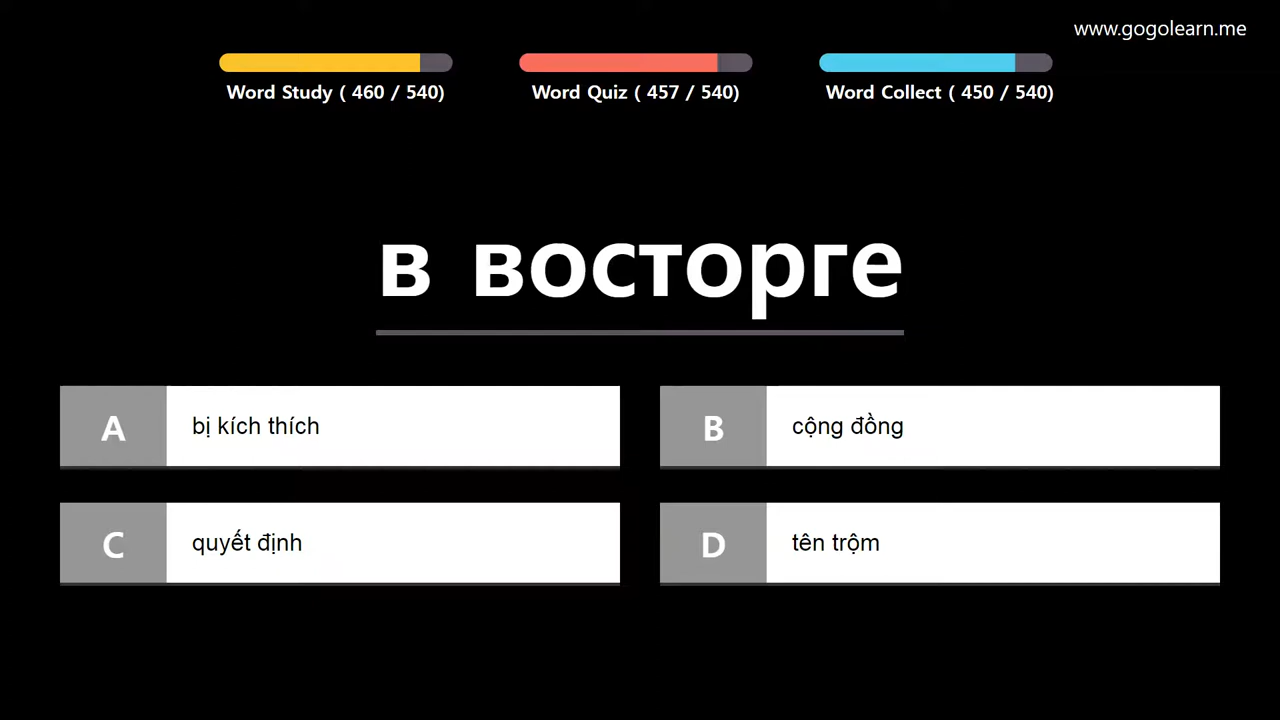 www.gogolearn.me
Word Study ( 460 / 540)
Word Quiz ( 457 / 540)
Word Collect ( 450 / 540)
в восторге
A bị kích thích
B cộng đồng
C quyết định
D tên trộm